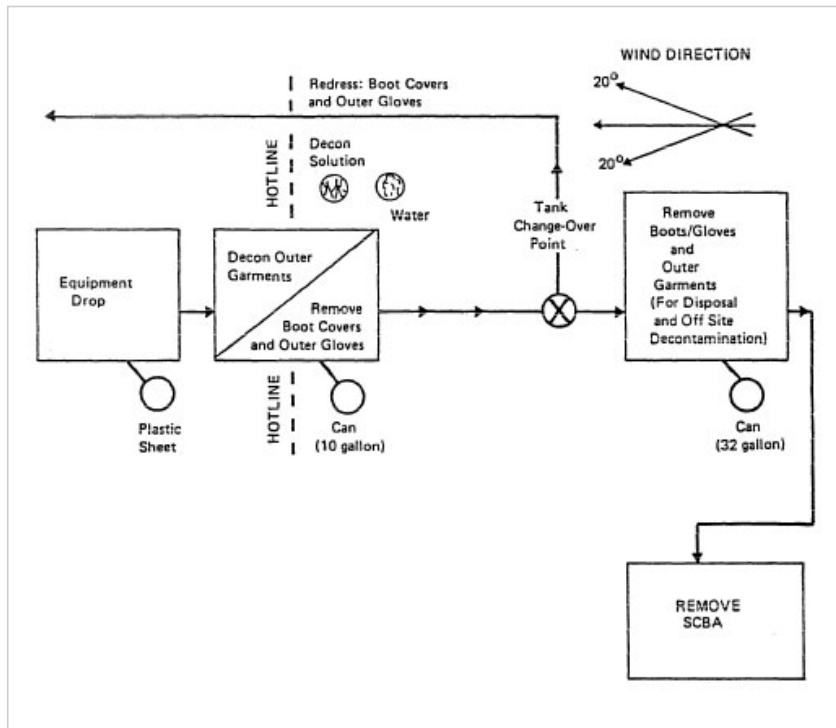 WIND DIRECTION
Redress: Boot Covers
and Outer Gloves
20°
20°
HOTLINE
Decon
Solution
Water
Tank
Change-Over
Point
Equipment
Drop
Decon Outer
Garments
Remove
Boot Covers
and Outer Gloves
Remove
Boots/Gloves
and
Outer
Garments
(For Disposal
and Off Site
Decontamination)
Plastic
Sheet
HOTLINE
Can
(10 gallon)
Can
(32 gallon)
REMOVE
SCBA